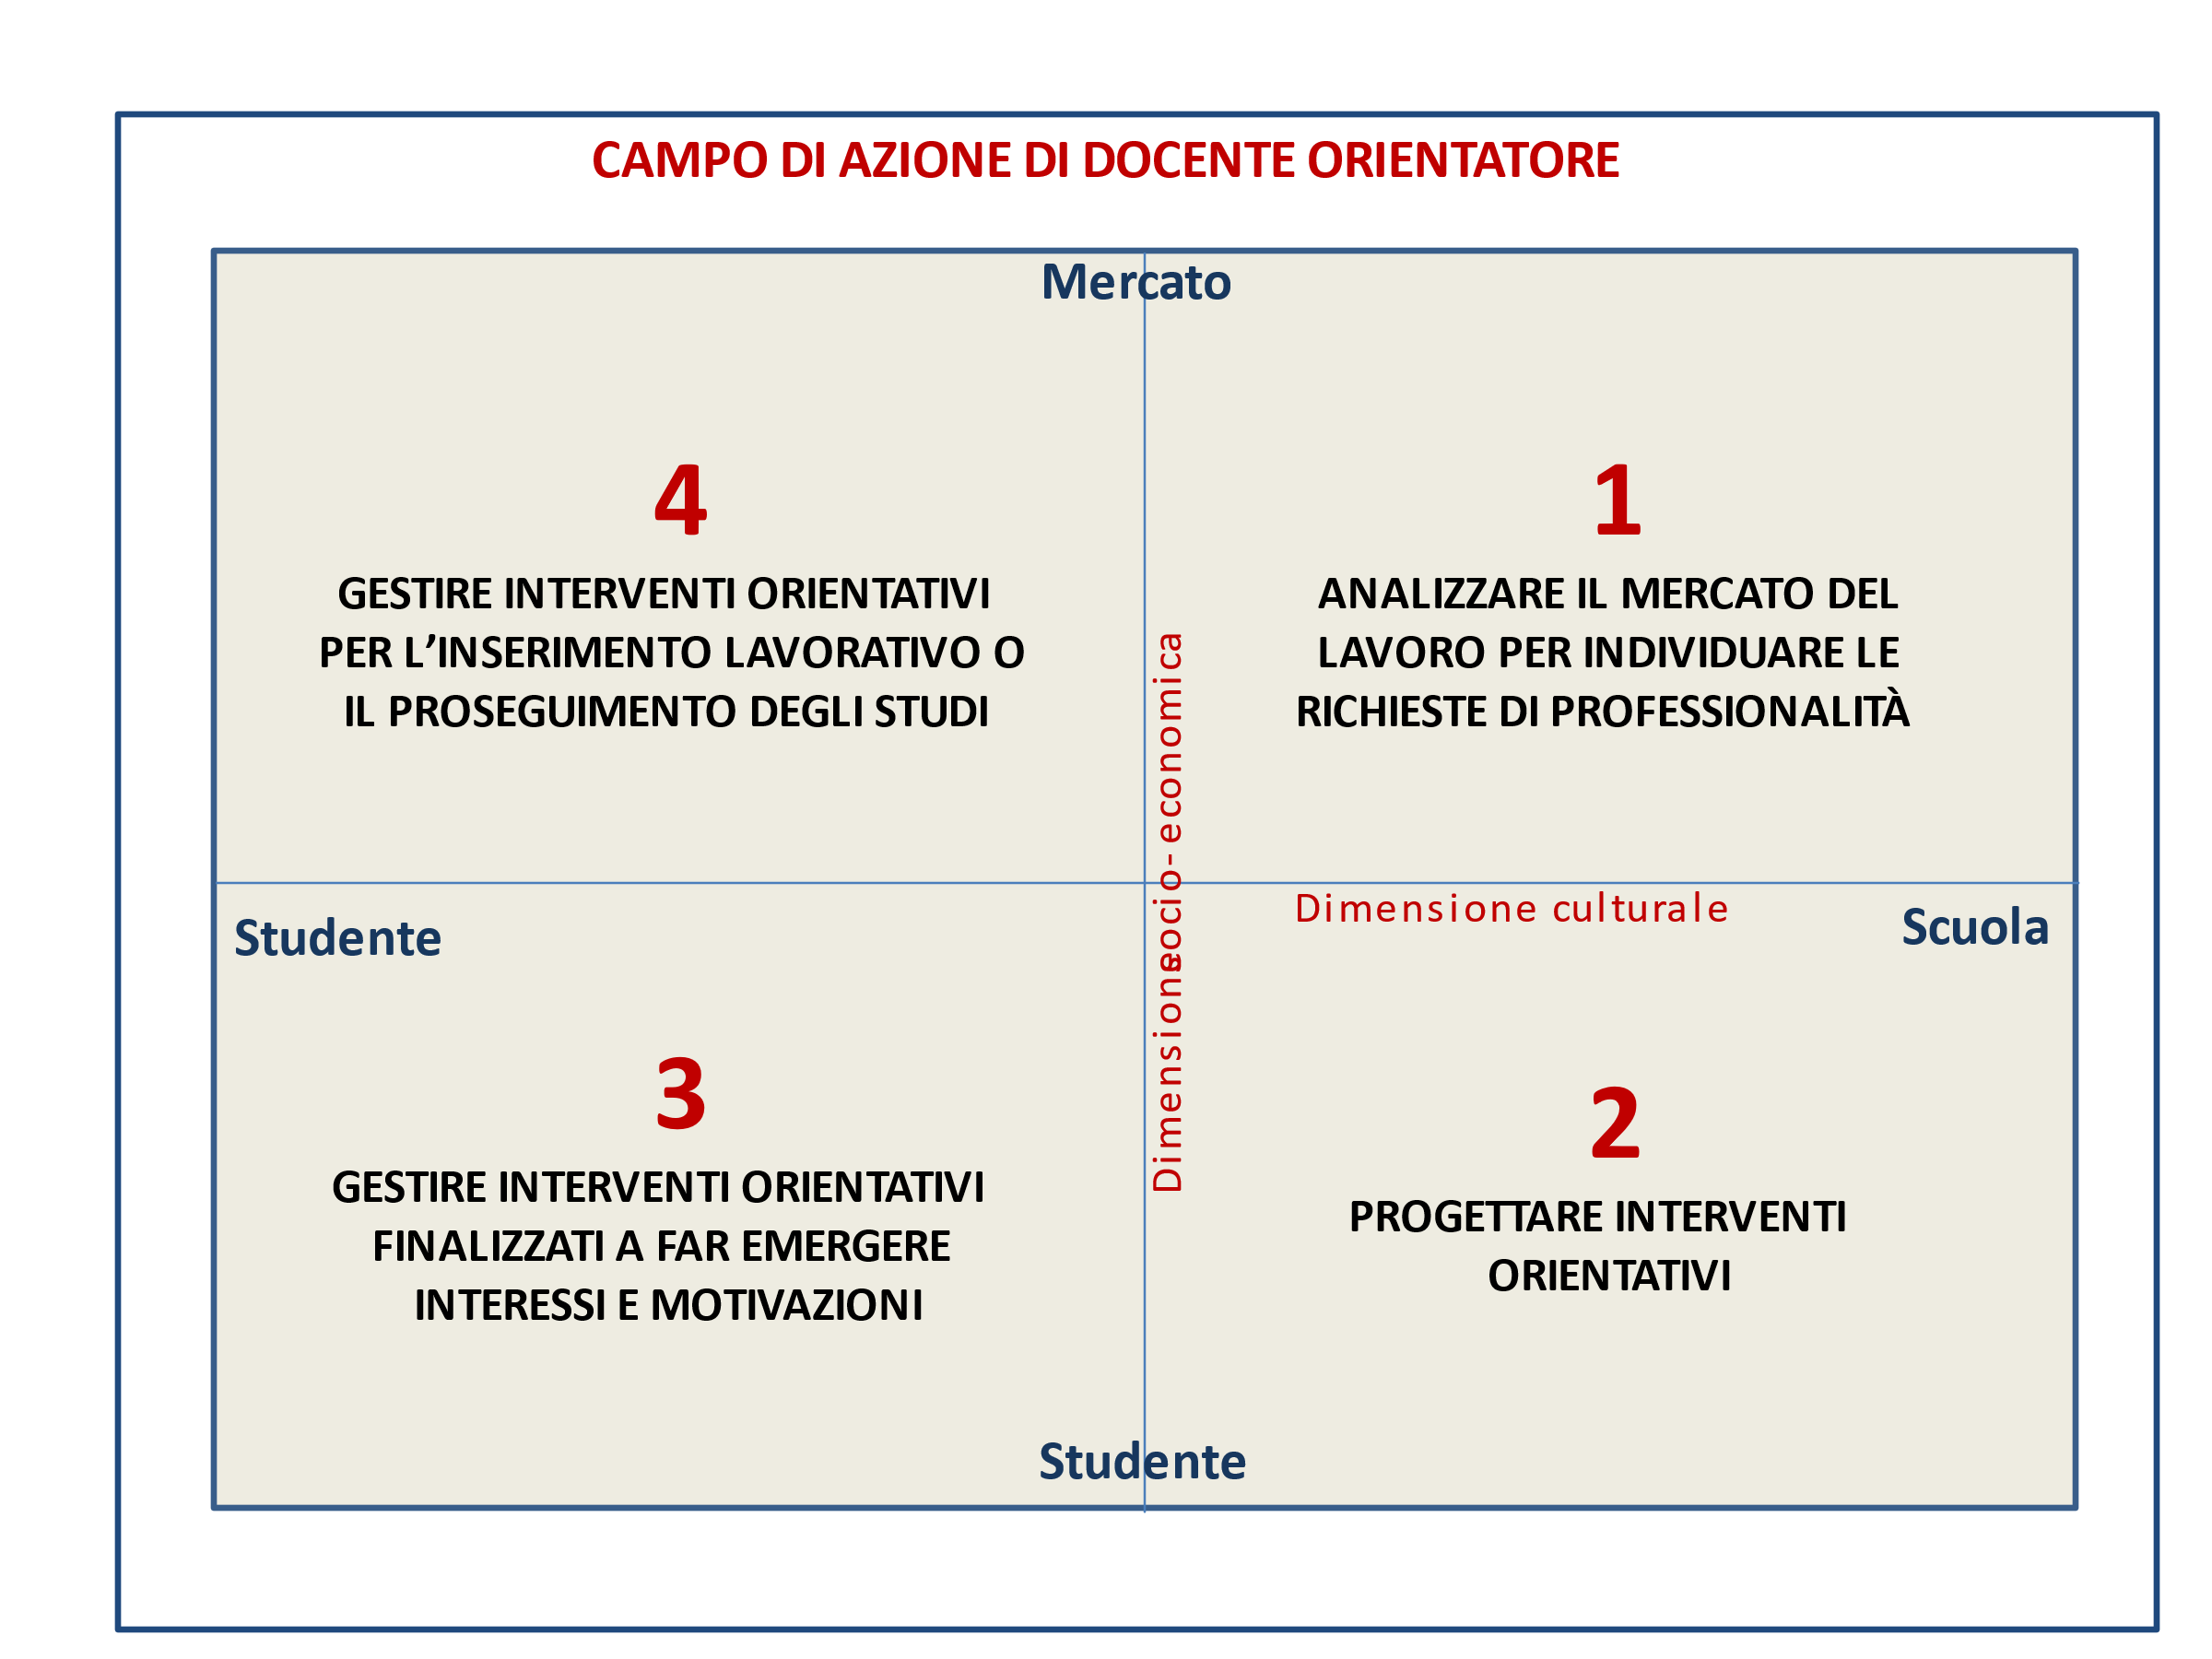 CAMPO DI AZIONE DI DOCENTE ORIENTATORE
Mercato
4
GESTIRE INTERVENTI ORIENTATIVI
PER L’INSERIMENTO LAVORATIVO O
IL PROSEGUIMENTO DEGLI STUDI
1
ANALIZZARE IL MERCATO DEL
LAVORO PER INDIVIDUARE LE
RICHIESTE DI PROFESSIONALITÀ
Dimensione socio-economica
Dimensione culturale
Studente
Scuola
3
GESTIRE INTERVENTI ORIENTATIVI
FINALIZZATI A FAR EMERGERE
INTERESSI E MOTIVAZIONI
2
PROGETTARE INTERVENTI
ORIENTATIVI
Studente